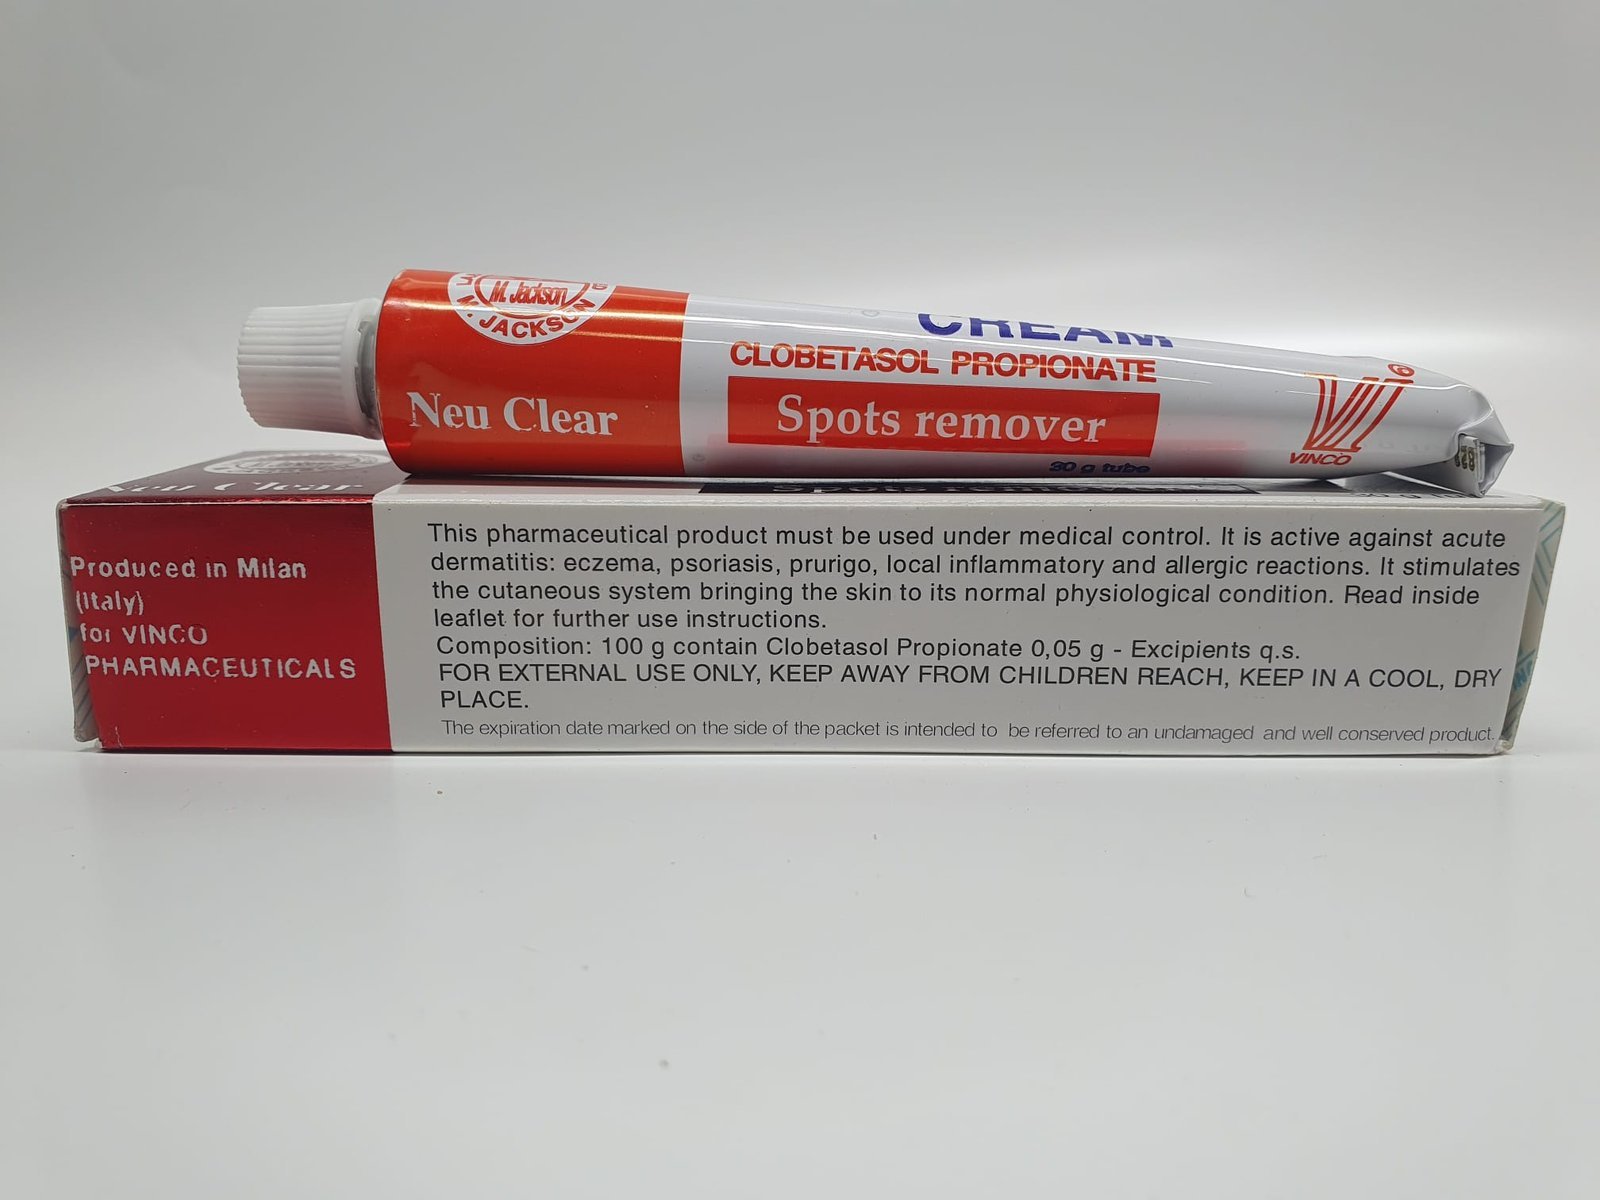 M. Jackson
M. JACKSON
CREAM
CLOBETASOL PROPIONATE
Neu Clear
Spots remover
30 g tube
VINCO
828
Neu Clear
Produced in Milan
(Italy)
for VINCO
PHARMACEUTICALS
This pharmaceutical product must be used under medical control. It is active against acute
dermatitis: eczema, psoriasis, prurigo, local inflammatory and allergic reactions. It stimulates
the cutaneous system bringing the skin to its normal physiological condition. Read inside
leaflet for further use instructions.
Composition: 100 g contain Clobetasol Propionate 0,05 g - Excipients q.s.
FOR EXTERNAL USE ONLY, KEEP AWAY FROM CHILDREN REACH, KEEP IN A COOL, DRY
PLACE.
The expiration date marked on the side of the packet is intended to be referred to an undamaged and well conserved product.